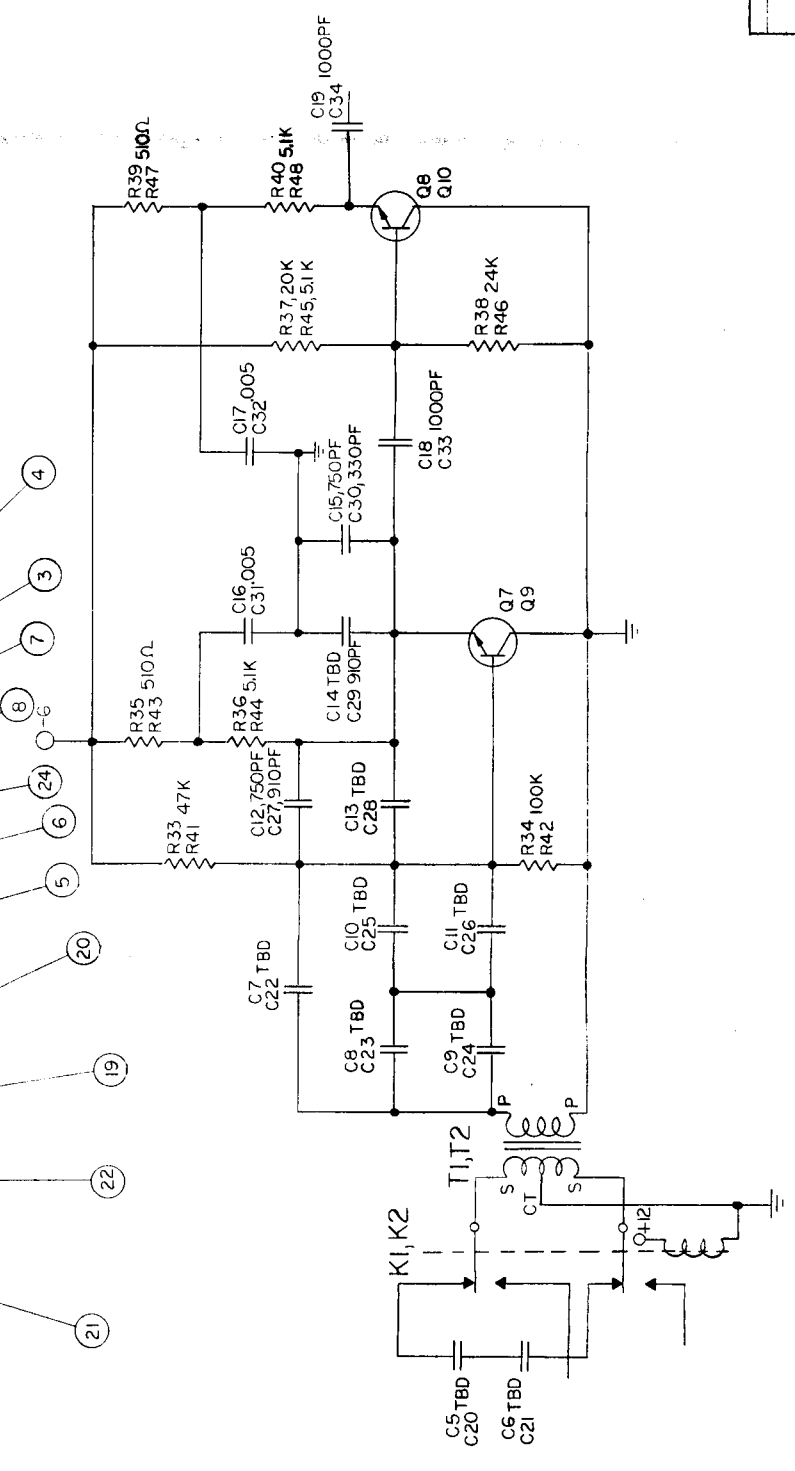 C19 1000PF
C34
R39 510Ω
R47
R40 5.1K
R48
Q8
Q10
R37,20K
R45,5.1K
R38 24K
R46
C17 .005
C32
C18 1000PF
C33
C15,750PF
C30,330PF
C16 .005
C31
C14 TBD
C29 910PF
Q7
Q9
4
3
7
8
-6
24
6
5
20
19
22
21
R35 510Ω
R43
R36 5.1K
R44
C12,750PF
C27,910PF
C13 TBD
C28
R33 47K
R41
R34 100K
R42
C10 TBD
C25
C11 TBD
C26
C7 TBD
C22
C8 TBD
C23
C9 TBD
C24
T1,T2
P
P
S
CT
S
K1,K2
+12
C5 TBD
C20
C6 TBD
C21